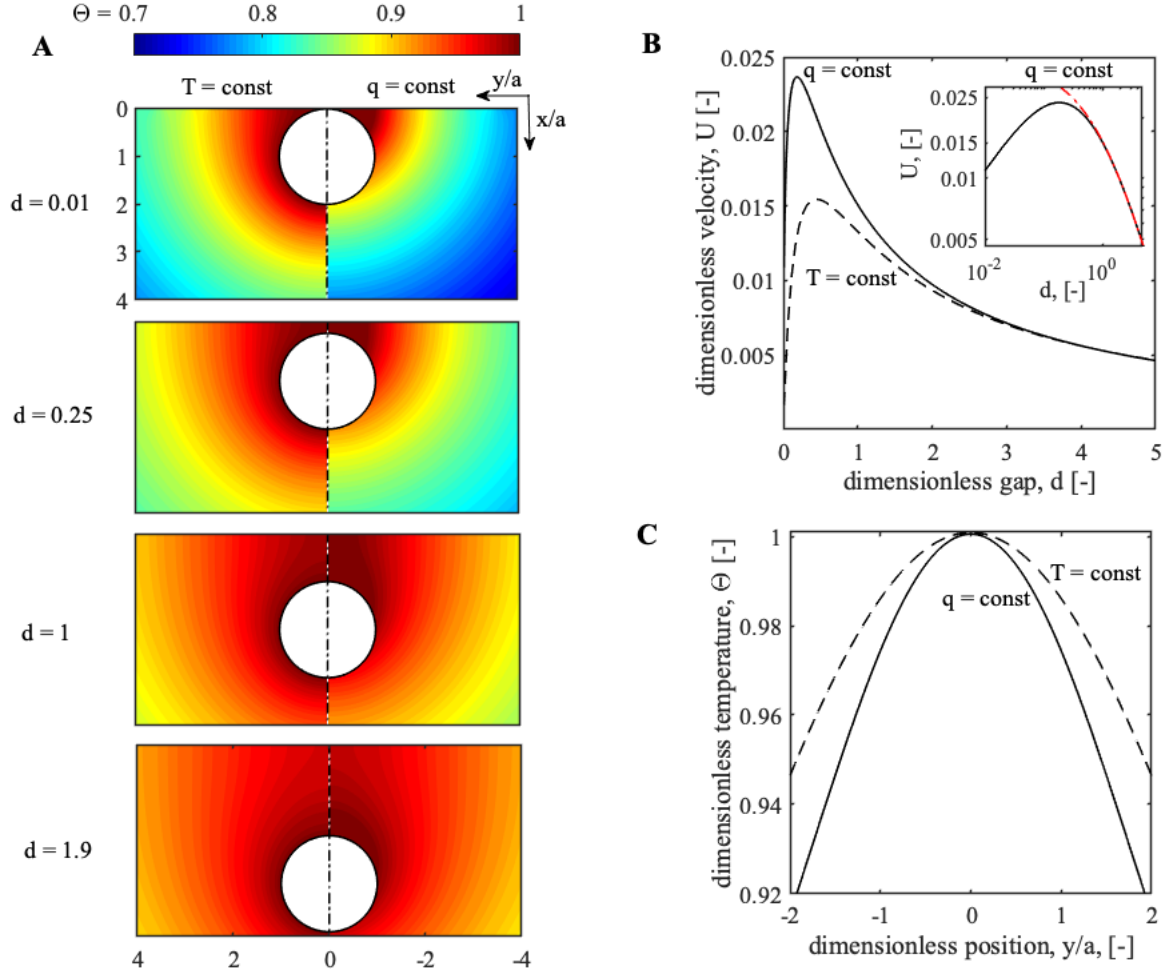 Θ = 0.7 0.8 0.9 1
A
T = const q = const y/a
x/a
0
1
2
3
4
d = 0.01
d = 0.25
d = 1
d = 1.9
4 2 0 -2 -4
B
dimensionless velocity, U [-]
0.025
0.02
0.015
0.01
0.005
0 1 2 3 4 5
dimensionless gap, d [-]
q = const
T = const
q = const
U, [-]
0.025
0.015
0.01
0.005
10-2 100
d, [-]
C
dimensionless temperature, Θ [-]
1
0.98
0.96
0.94
0.92
T = const
q = const
-2 -1 0 1 2
dimensionless position, y/a, [-]